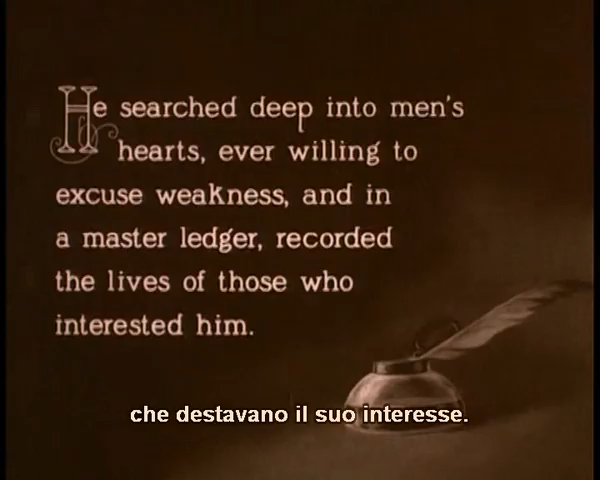 He searched deep into men's
hearts, ever willing to
excuse weakness, and in
a master ledger, recorded
the lives of those who
interested him.
che destavano il suo interesse.